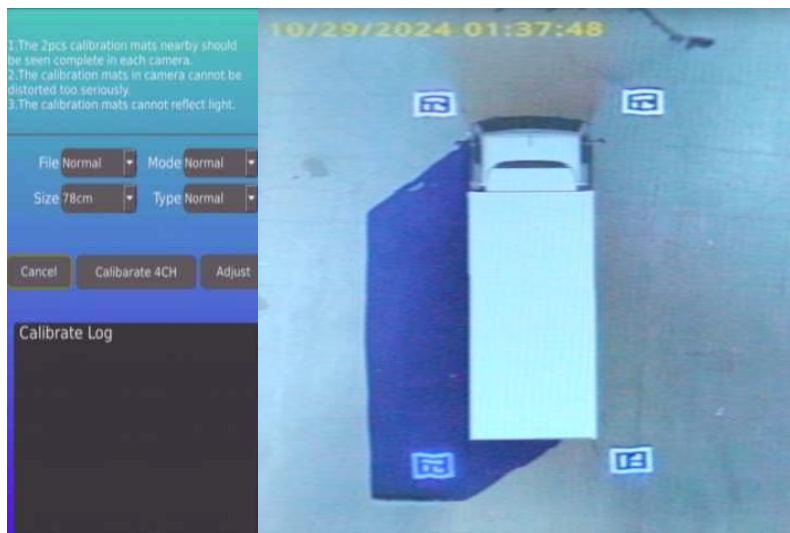 1.The 2pcs calibration mats nearby should
be seen complete in each camera.
2.The calibration mats in camera cannot be
distorted too seriously.
3.The calibration mats cannot reflect light.
File Normal Mode Normal
Size 78cm Type Normal
Cancel Calibarate 4CH Adjust
Calibrate Log
10/29/2024 01:37:48